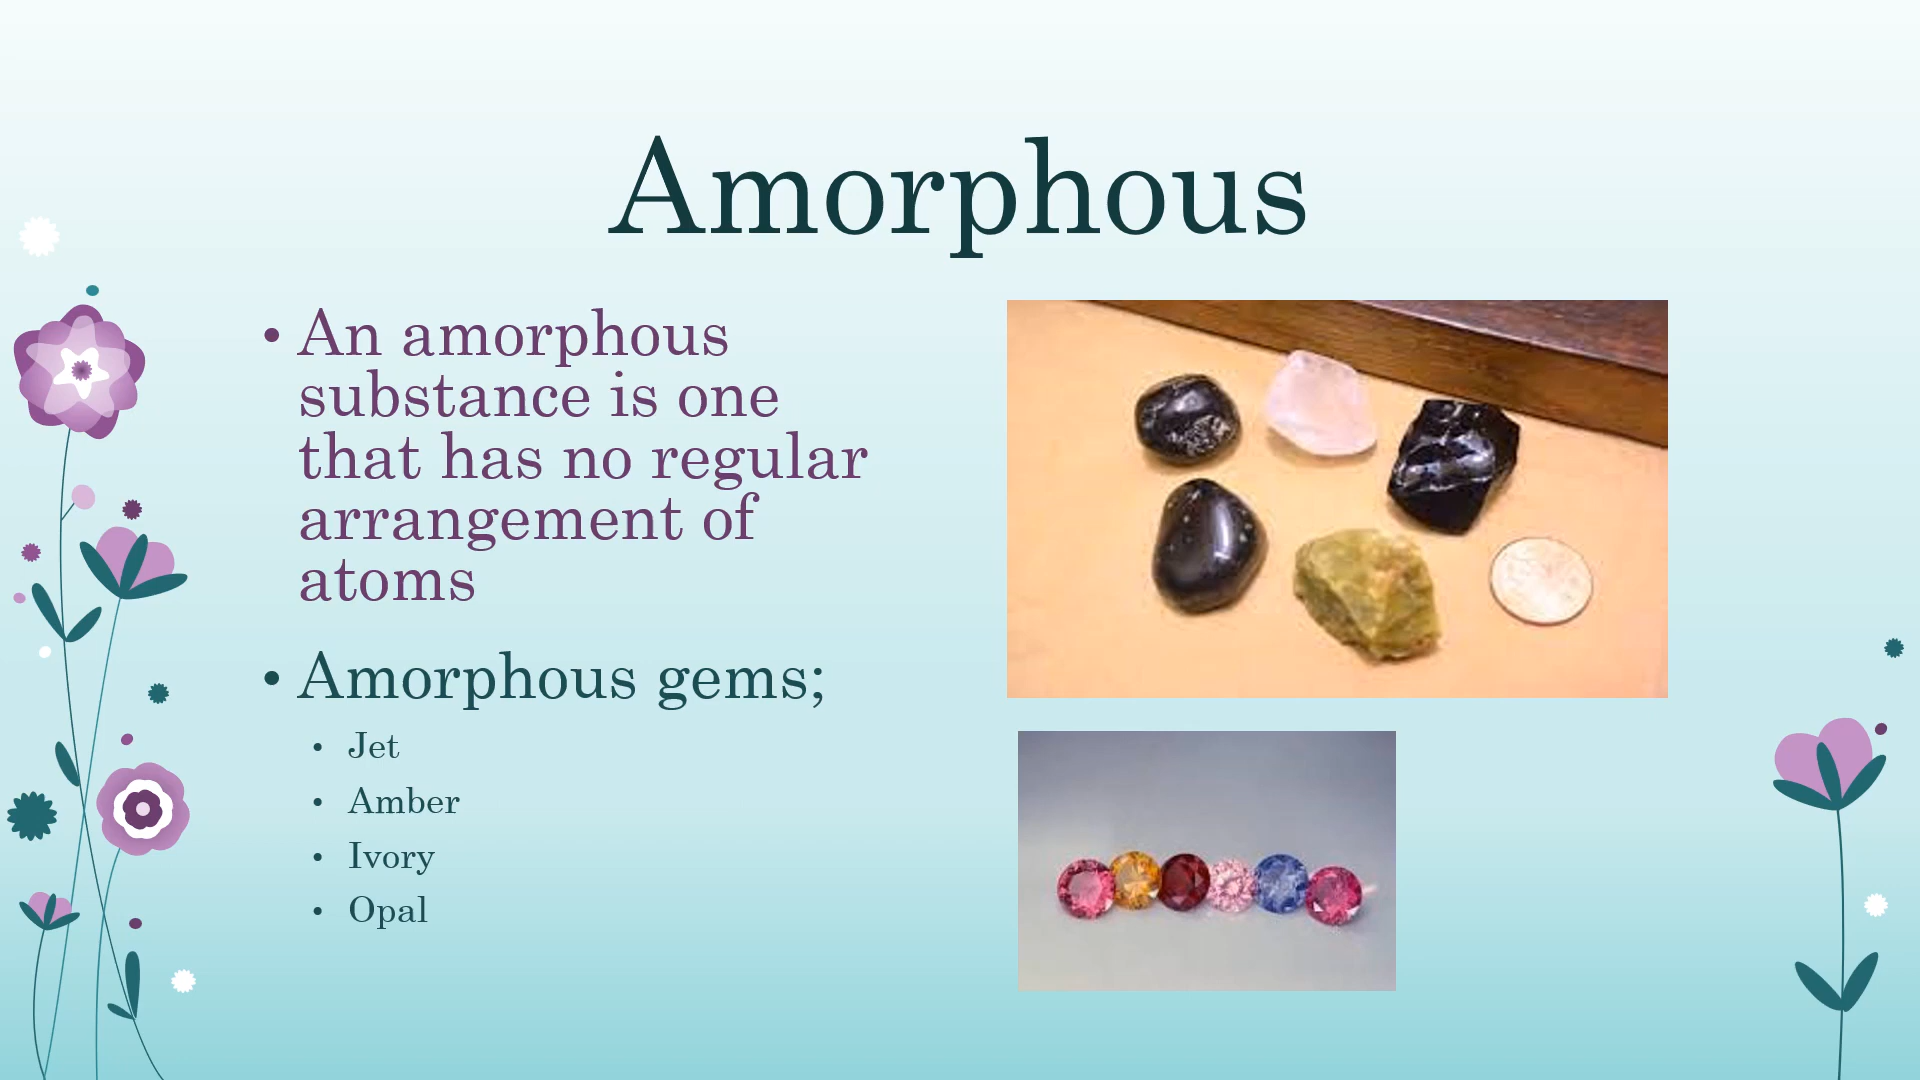 Amorphous
• An amorphous
substance is one
that has no regular
arrangement of
atoms
• Amorphous gems;
• Jet
• Amber
• Ivory
• Opal